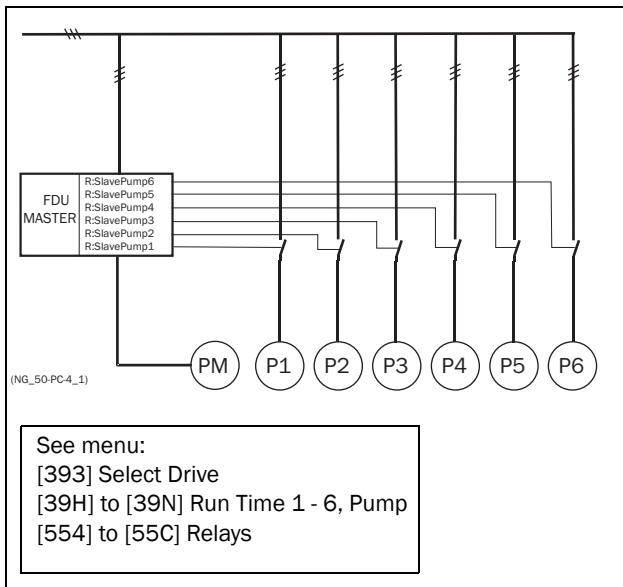 R:SlavePump6
R:SlavePump5
R:SlavePump4
R:SlavePump3
R:SlavePump2
R:SlavePump1
FDU
MASTER
PM
P1
P2
P3
P4
P5
P6
(NG_50-PC-4_1)
See menu:
[393] Select Drive
[39H] to [39N] Run Time 1 - 6, Pump
[554] to [55C] Relays